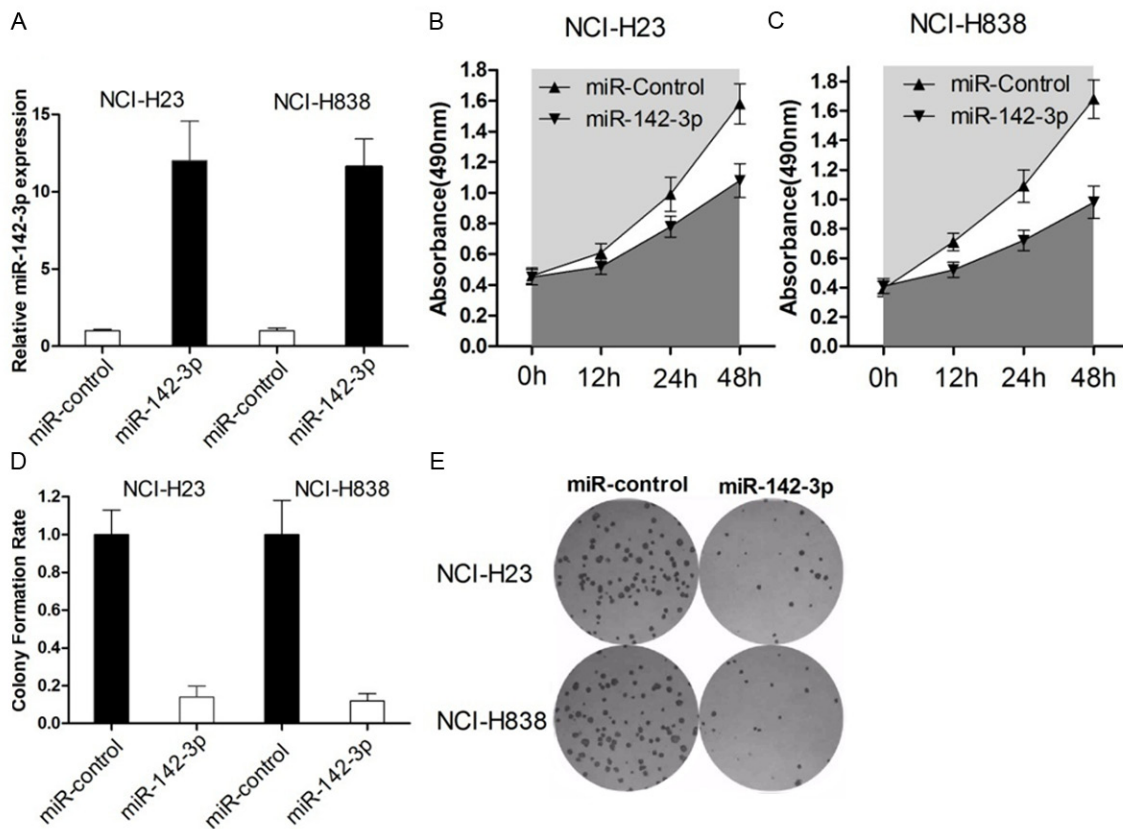 A
NCI-H23
NCI-H838
Relative miR-142-3p expression
15
10
5
0
miR-control
miR-142-3p
miR-control
miR-142-3p
B
NCI-H23
miR-Control
miR-142-3p
Absorbance(490nm)
1.8
1.6
1.4
1.2
1.0
0.8
0.6
0.4
0.2
0.0
0h
12h
24h
48h
C
NCI-H838
miR-Control
miR-142-3p
Absorbance(490nm)
1.8
1.6
1.4
1.2
1.0
0.8
0.6
0.4
0.2
0.0
0h
12h
24h
48h
D
NCI-H23
NCI-H838
Colony Formation Rate
1.2
1.0
0.8
0.6
0.4
0.2
0.0
miR-control
miR-142-3p
miR-control
miR-142-3p
E
miR-control
miR-142-3p
NCI-H23
NCI-H838